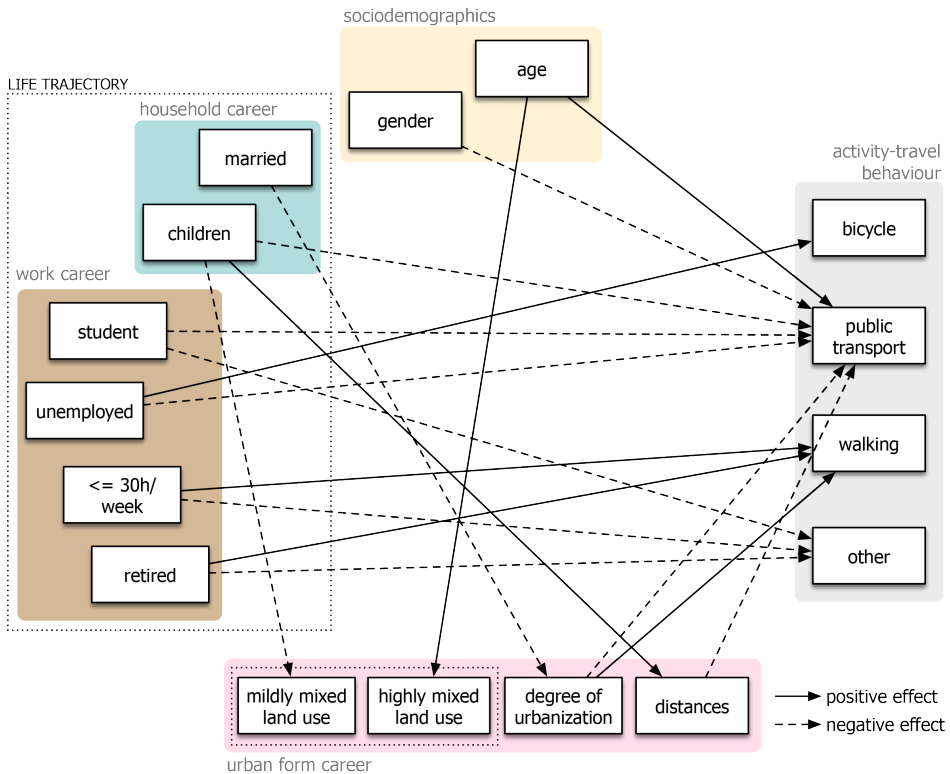 sociodemographics
age
gender
LIFE TRAJECTORY
household career
married
children
work career
student
unemployed
<= 30h/
week
retired
activity-travel
behaviour
bicycle
public
transport
walking
other
mildly mixed
land use
highly mixed
land use
degree of
urbanization
distances
urban form career
positive effect
negative effect